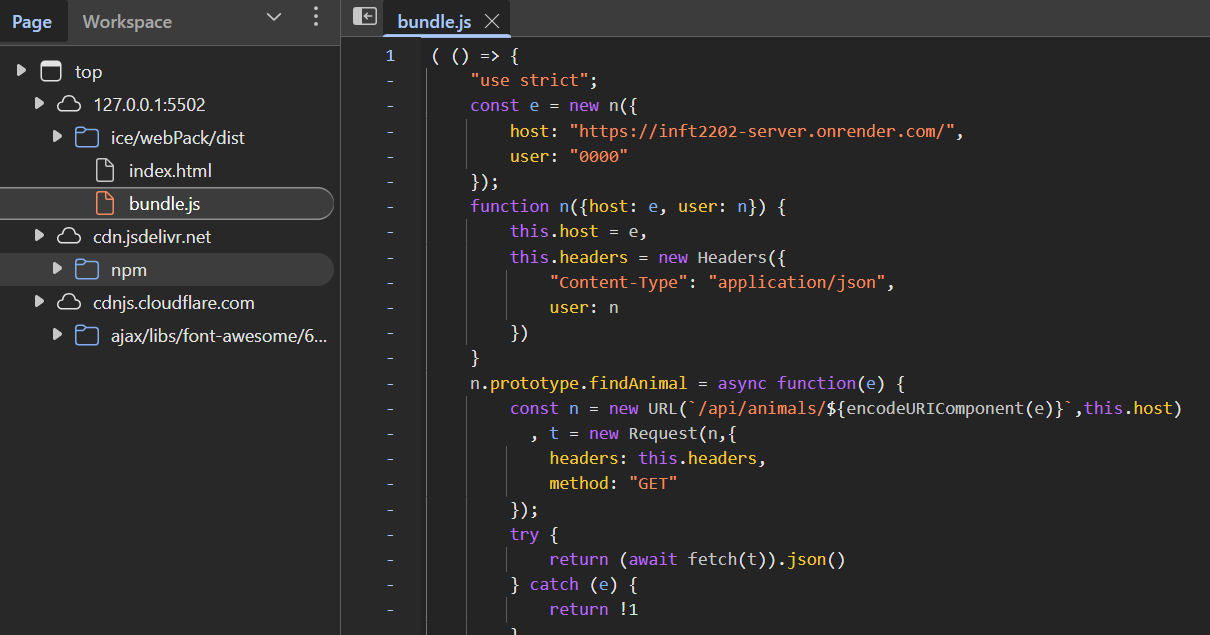 Page Workspace
top
127.0.0.1:5502
ice/webPack/dist
index.html
bundle.js
cdn.jsdelivr.net
npm
cdnjs.cloudflare.com
ajax/libs/font-awesome/6...
bundle.js
1 ( () => {
- "use strict";
- const e = new n({
- host: "https://inft2202-server.onrender.com/",
- user: "0000"
- });
- function n({host: e, user: n}) {
- this.host = e,
- this.headers = new Headers({
- "Content-Type": "application/json",
- user: n
- })
- }
- n.prototype.findAnimal = async function(e) {
- const n = new URL(`/api/animals/${encodeURIComponent(e)}`,this.host)
- , t = new Request(n,{
- headers: this.headers,
- method: "GET"
- });
- try {
- return (await fetch(t)).json()
- } catch (e) {
- return !1
}